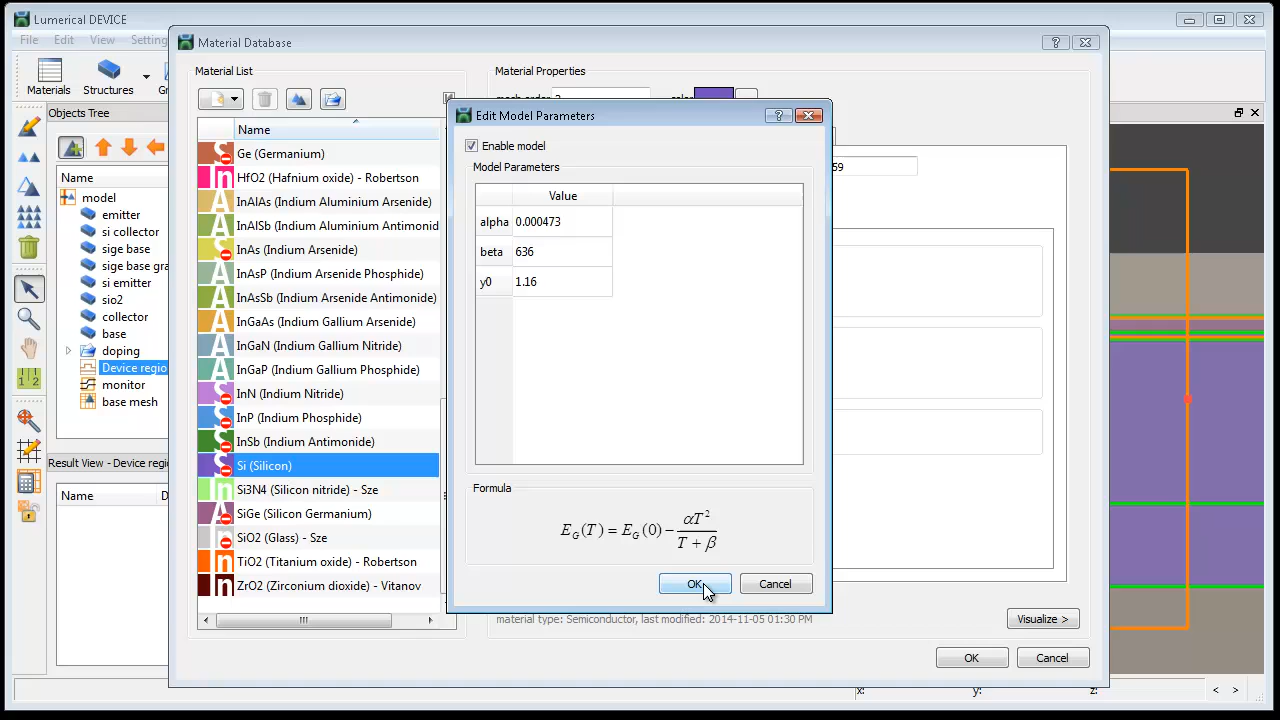 Lumerical DEVICE
File Edit View Setting
Materials
Structures
Objects Tree
Name
model
emitter
si collector
sige base
sige base gra
si emitter
sio2
collector
base
doping
Device regio
monitor
base mesh
Result View - Device regio
Name
Material Database
Material List
Name
Ge (Germanium)
HfO2 (Hafnium oxide) - Robertson
InAlAs (Indium Aluminium Arsenide)
InAlSb (Indium Aluminium Antimonid
InAs (Indium Arsenide)
InAsP (Indium Arsenide Phosphide)
InAsSb (Indium Arsenide Antimonide)
InGaAs (Indium Gallium Arsenide)
InGaN (Indium Gallium Nitride)
InGaP (Indium Gallium Phosphide)
InN (Indium Nitride)
InP (Indium Phosphide)
InSb (Indium Antimonide)
Si (Silicon)
Si3N4 (Silicon nitride) - Sze
SiGe (Silicon Germanium)
SiO2 (Glass) - Sze
TiO2 (Titanium oxide) - Robertson
ZrO2 (Zirconium dioxide) - Vitanov
Material Properties
59
Edit Model Parameters
Enable model
Model Parameters
Value
alpha 0.000473
beta 636
y0 1.16
Formula
E_G(T) = E_G(0) − αT² / (T + β)
OK Cancel
material type: Semiconductor, last modified: 2014-11-05 01:30 PM
Visualize >
OK Cancel
x: y: z: